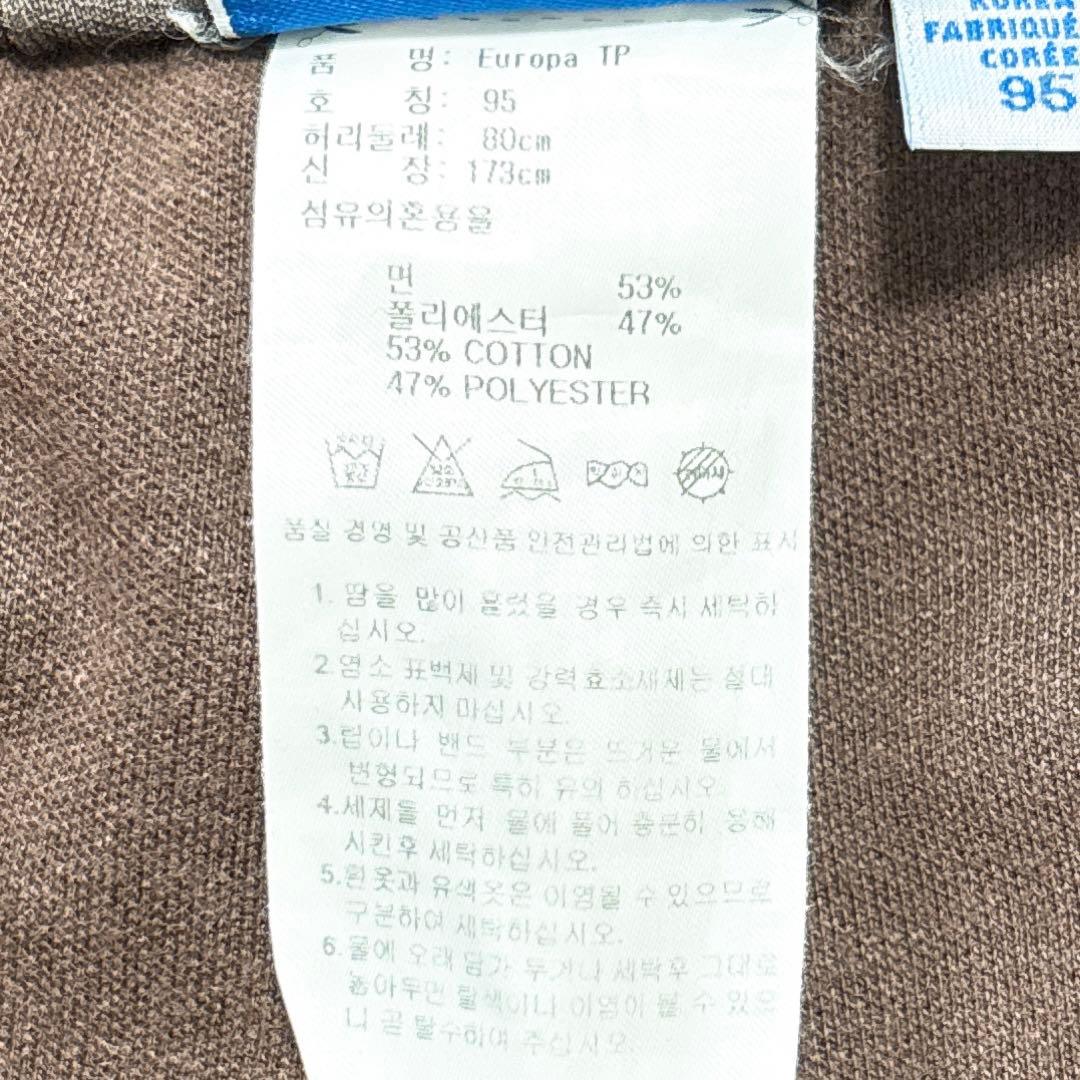 KOREA
FABRIQUÉ
CORÉE
95
품 명: Europa TP
호 칭: 95
허리둘레: 80cm
신 장: 173cm
섬유의혼용율
면 53%
폴리에스터 47%
53% COTTON
47% POLYESTER
품질 경영 및 공산품 안전관리법에 의한 표시
1. 땀을 많이 흘렸을 경우 즉시 세탁하
십시오.
2.염소 표백제 및 강력효소세제는 절대
사용하지 마십시오.
3.립이나 밴드 부분은 뜨거운 물에서
변형되므로 특히 유의 하십시오.
4.세제를 먼저 물에 풀어 충분히 용해
시킨후 세탁하십시오.
5.흰옷과 유색옷은 이염될 수 있으므로
구분하여 세탁하십시오.
6.물에 오래 담가 두거나 세탁후 그대로
놓아두면 탈색이나 이염이 될 수 있으
니 곧 탈수하여 주십시오.